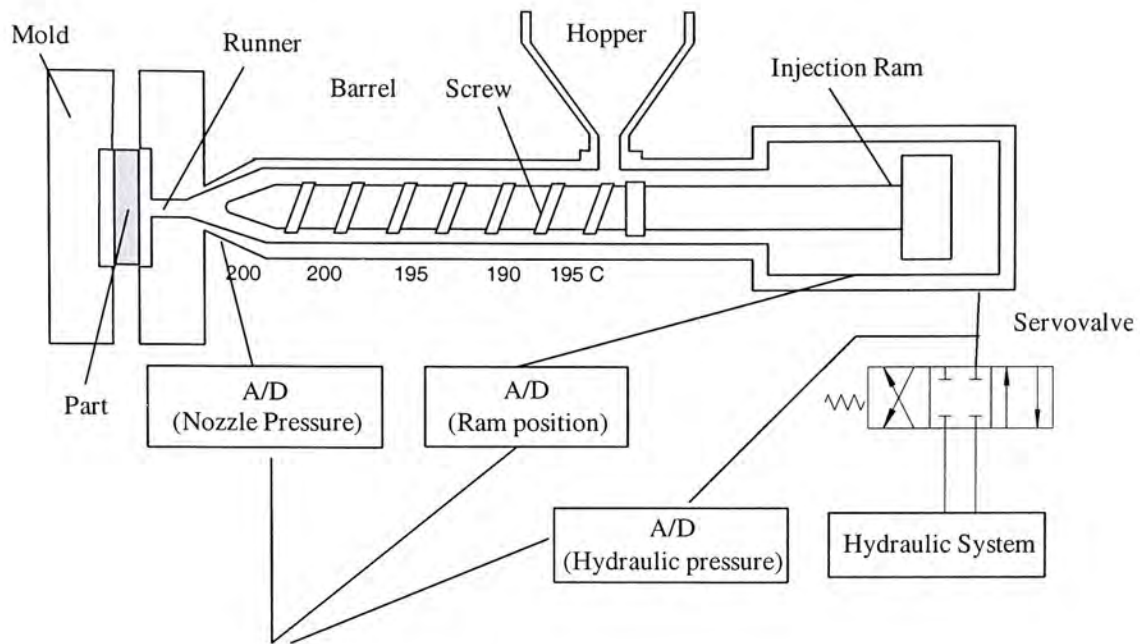 Mold
Runner
Hopper
Barrel
Screw
Injection Ram
200
200
195
190
195 C
Servovalve
Part
A/D
(Nozzle Pressure)
A/D
(Ram position)
A/D
(Hydraulic pressure)
Hydraulic System